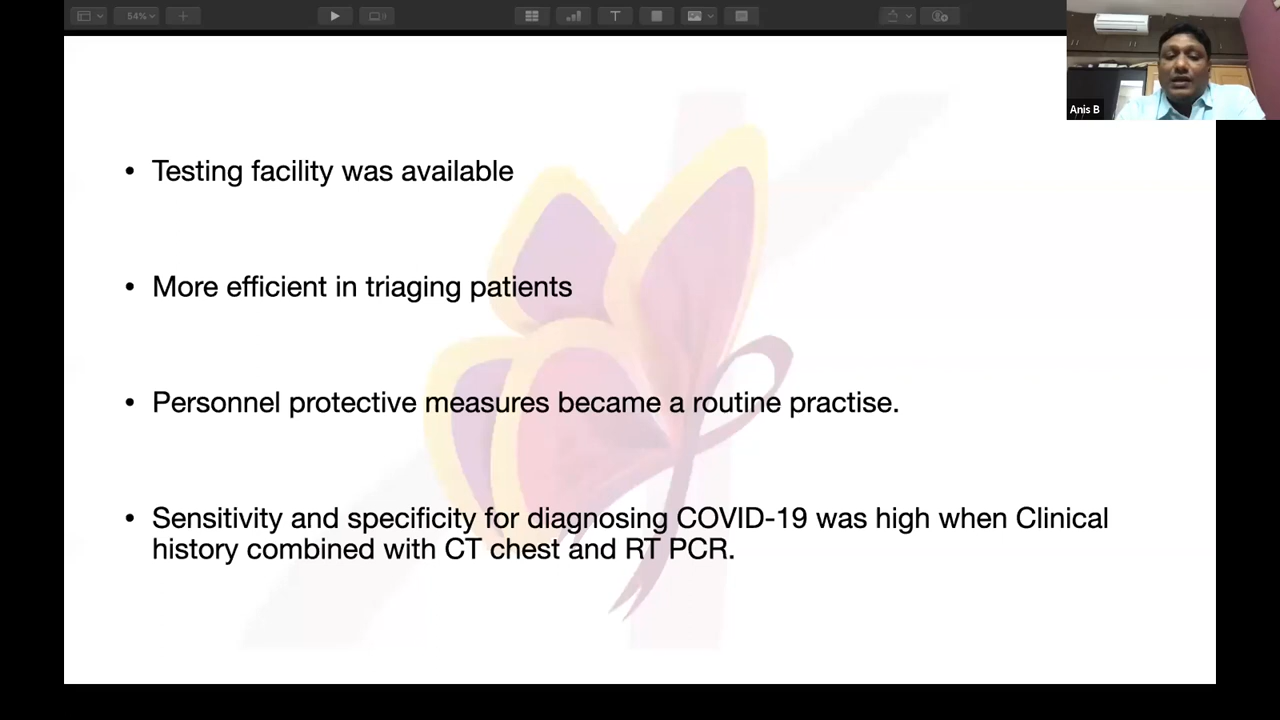 54%
Anis B
• Testing facility was available
• More efficient in triaging patients
• Personnel protective measures became a routine practise.
• Sensitivity and specificity for diagnosing COVID-19 was high when Clinical
history combined with CT chest and RT PCR.